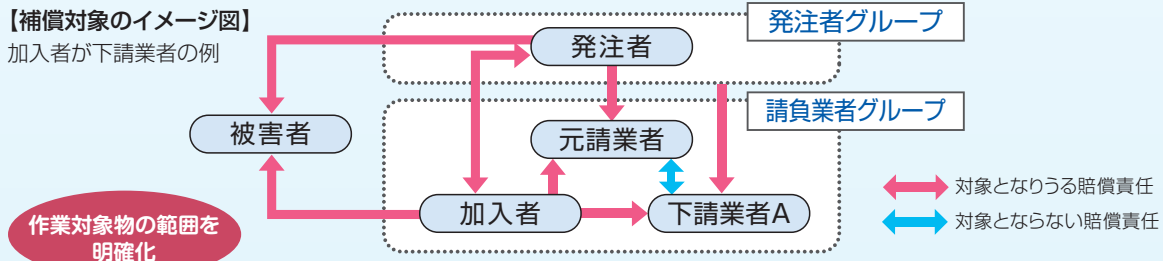 【補償対象のイメージ図】
加入者が下請業者の例
発注者グループ
発注者
請負業者グループ
被害者
元請業者
加入者
下請業者A
対象となりうる賠償責任
対象とならない賠償責任
作業対象物の範囲を
明確化